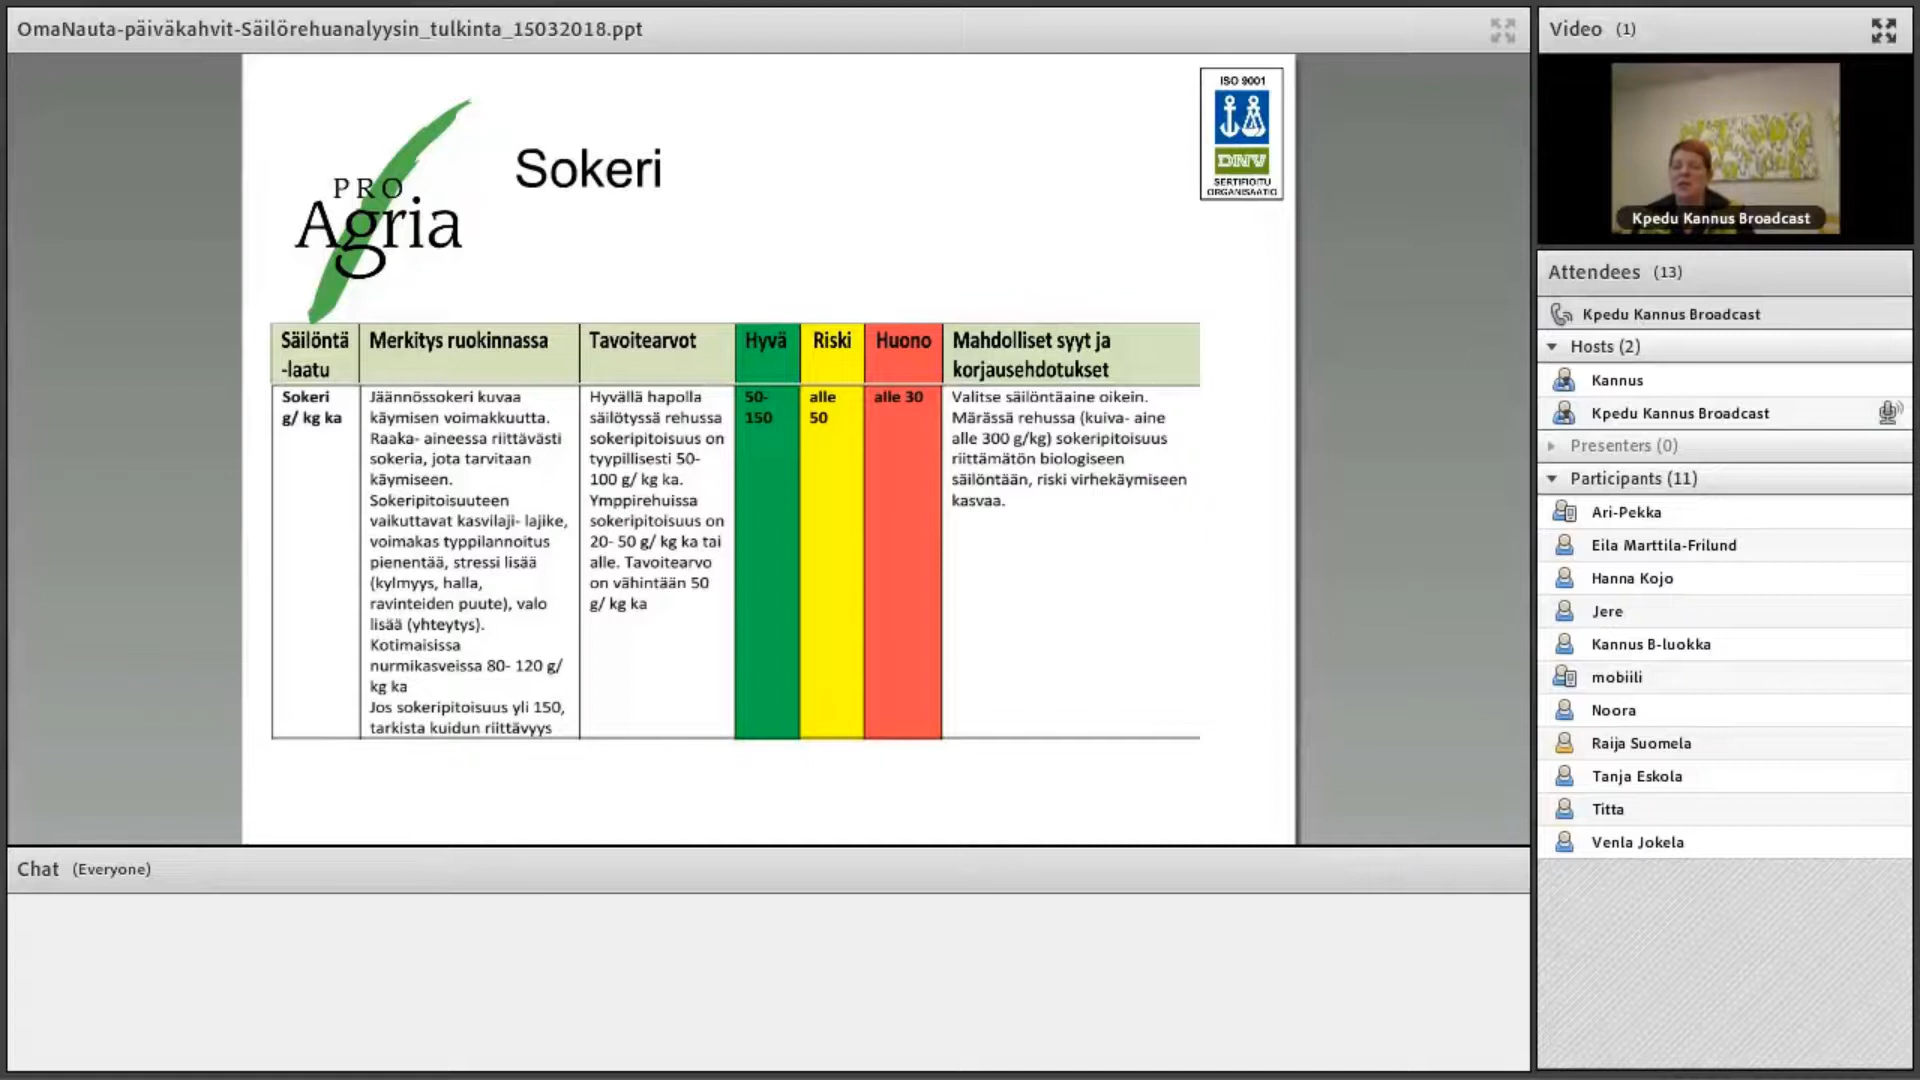 OmaNauta-päiväkahvit-Säilörehuanalyysin_tulkinta_15032018.ppt
PRO
Agria
Sokeri
ISO 9001
DNV
SERTIFIOITU
ORGANISAATIO
Säilöntä
-laatu
Merkitys ruokinnassa
Tavoitearvot
Hyvä
Riski
Huono
Mahdolliset syyt ja
korjausehdotukset
Sokeri
g/ kg ka
Jäännössokeri kuvaa
käymisen voimakkuutta.
Raaka- aineessa riittävästi
sokeria, jota tarvitaan
käymiseen.
Sokeripitoisuuteen
vaikuttavat kasvilaji- lajike,
voimakas typpilannoitus
pienentää, stressi lisää
(kylmyys, halla,
ravinteiden puute), valo
lisää (yhteytys).
Kotimaisissa
nurmikasveissa 80- 120 g/
kg ka
Jos sokeripitoisuus yli 150,
tarkista kuidun riittävyys
Hyvällä hapolla
säilötyssä rehussa
sokeripitoisuus on
tyypillisesti 50-
100 g/ kg ka.
Ymppirehuissa
sokeripitoisuus on
20- 50 g/ kg ka tai
alle. Tavoitearvo
on vähintään 50
g/ kg ka
50-
150
alle
50
alle 30
Valitse säilöntäaine oikein.
Märässä rehussa (kuiva- aine
alle 300 g/kg) sokeripitoisuus
riittämätön biologiseen
säilöntään, riski virhekäymiseen
kasvaa.
Chat (Everyone)
Video (1)
Kpedu Kannus Broadcast
Attendees (13)
Kpedu Kannus Broadcast
Hosts (2)
Kannus
Kpedu Kannus Broadcast
Presenters (0)
Participants (11)
Ari-Pekka
Eila Marttila-Frilund
Hanna Kojo
Jere
Kannus B-luokka
mobiili
Noora
Raija Suomela
Tanja Eskola
Titta
Venla Jokela